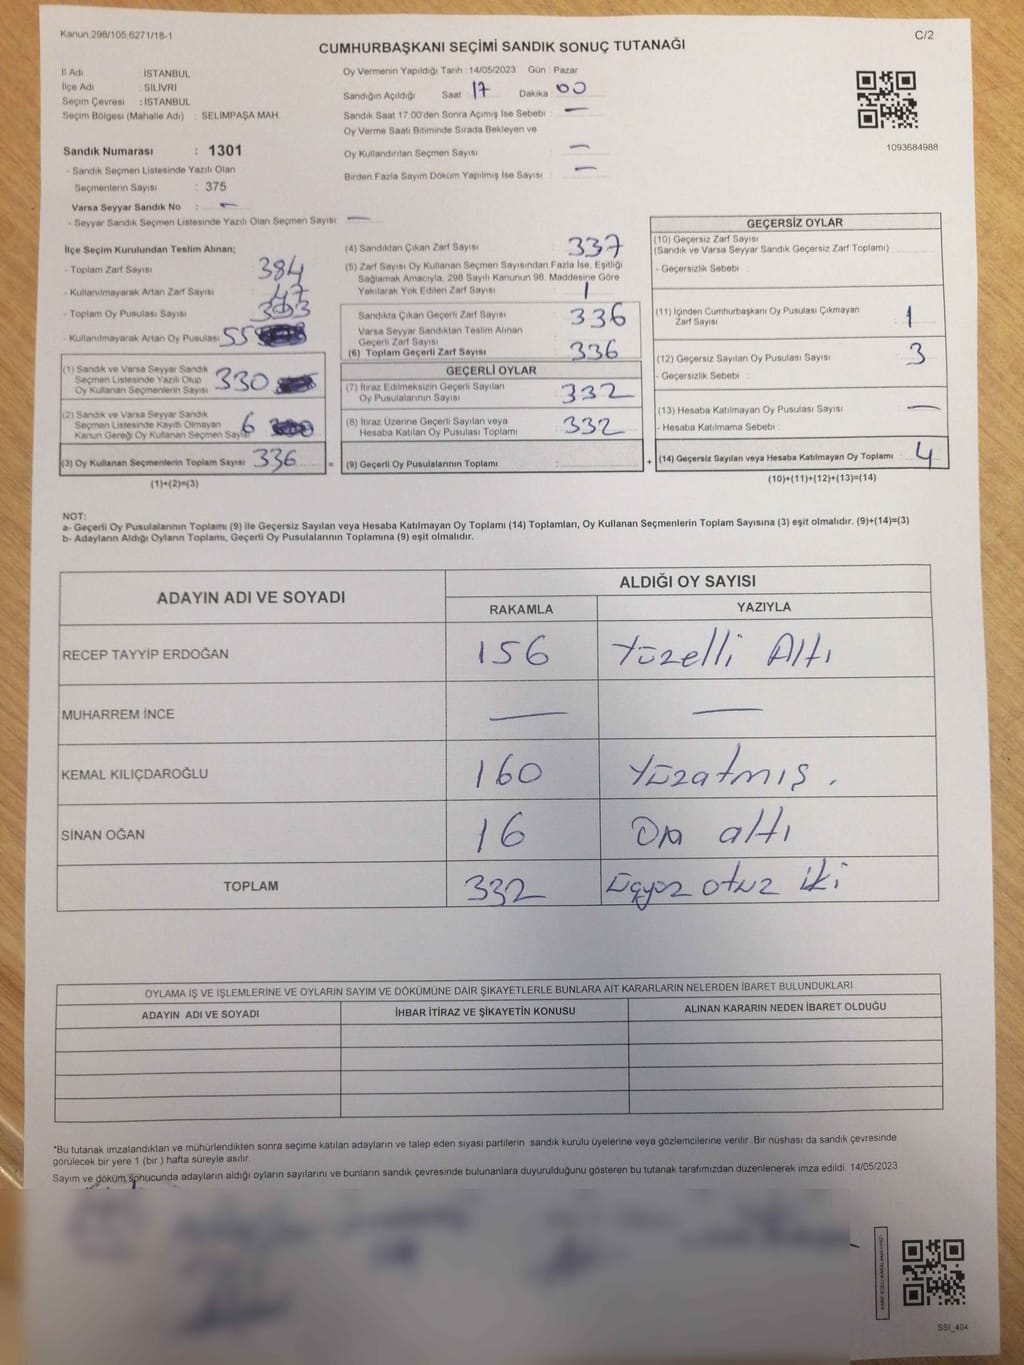 Kanun.298/105,6271/18-1
C/2
CUMHURBAŞKANI SEÇİMİ SANDIK SONUÇ TUTANAĞI
İl Adı : İSTANBUL
İlçe Adı : SİLİVRİ
Seçim Çevresi : İSTANBUL
Seçim Bölgesi (Mahalle Adı) : SELİMPAŞA MAH.
Sandık Numarası : 1301
- Sandık Seçmen Listesinde Yazılı Olan
Seçmenlerin Sayısı : 375
Varsa Seyyar Sandık No : —
- Seyyar Sandık Seçmen Listesinde Yazılı Olan Seçmen Sayısı : —
Oy Vermenin Yapıldığı Tarih : 14/05/2023 Gün : Pazar
Sandığın Açıldığı Saat : 17 Dakika : 00
Sandık Saat 17:00'den Sonra Açımış İse Sebebi : —
Oy Verme Saati Bitiminde Sırada Bekleyen ve
Oy Kullandırılan Seçmen Sayısı : —
Birden Fazla Sayım Döküm Yapılmış İse Sayısı : —
1093684988
İlçe Seçim Kurulundan Teslim Alınan;
- Toplam Zarf Sayısı : 384
- Kullanılmayarak Artan Zarf Sayısı : 47
- Toplam Oy Pusulası Sayısı :
- Kullanılmayarak Artan Oy Pusulası : 55
(1) Sandık ve Varsa Seyyar Sandık
Seçmen Listesinde Yazılı Olup
Oy Kullanan Seçmenlerin Sayısı : 330
(2) Sandık ve Varsa Seyyar Sandık
Seçmen Listesinde Kayıtlı Olmayan
Kanun Gereği Oy Kullanan Seçmen Sayısı 6
(3) Oy Kullanan Seçmenlerin Toplam Sayısı : 336
(1)+(2)=(3)
(4) Sandıktan Çıkan Zarf Sayısı : 337
(5) Zarf Sayısı Oy Kullanan Seçmen Sayısından Fazla İse, Eşitliği
Sağlamak Amacıyla, 298 Sayılı Kanunun 98. Maddesine Göre
Yakılarak Yok Edilen Zarf Sayısı : 1
Sandıkta Çıkan Geçerli Zarf Sayısı : 336
Varsa Seyyar Sandıktan Teslim Alınan
Geçerli Zarf Sayısı :
(6) Toplam Geçerli Zarf Sayısı : 336
GEÇERLİ OYLAR
(7) İtiraz Edilmeksizin Geçerli Sayılan
Oy Pusulalarının Sayısı : 332
(8) İtiraz Üzerine Geçerli Sayılan veya
Hesaba Katılan Oy Pusulası Toplamı : 332
= (9) Geçerli Oy Pusulalarının Toplamı :
GEÇERSİZ OYLAR
(10) Geçersiz Zarf Sayısı
(Sandık ve Varsa Seyyar Sandık Geçersiz Zarf Toplamı) :
- Geçersizlik Sebebi :
(11) İçinden Cumhurbaşkanı Oy Pusulası Çıkmayan
Zarf Sayısı : 1
(12) Geçersiz Sayılan Oy Pusulası Sayısı : 3
- Geçersizlik Sebebi :
(13) Hesaba Katılmayan Oy Pusulası Sayısı : —
- Hesaba Katılmama Sebebi :
+ (14) Geçersiz Sayılan veya Hesaba Katılmayan Oy Toplamı : 4
(10)+(11)+(12)+(13)=(14)
NOT:
a- Geçerli Oy Pusulalarının Toplamı (9) ile Geçersiz Sayılan veya Hesaba Katılmayan Oy Toplamı (14) Toplamları, Oy Kullanan Seçmenlerin Toplam Sayısına (3) eşit olmalıdır. (9)+(14)=(3)
b- Adayların Aldığı Oyların Toplamı, Geçerli Oy Pusulalarının Toplamına (9) eşit olmalıdır.
ADAYIN ADI VE SOYADI ALDIĞI OY SAYISI
RAKAMLA YAZIYLA
RECEP TAYYİP ERDOĞAN 156 Yüzelli Altı
MUHARREM İNCE — —
KEMAL KILIÇDAROĞLU 160 Yüzatmış .
SİNAN OĞAN 16 On altı
TOPLAM 332 Üçyüz otuz iki
OYLAMA İŞ VE İŞLEMLERİNE VE OYLARIN SAYIM VE DÖKÜMÜNE DAİR ŞİKAYETLERLE BUNLARA AİT KARARLARIN NELERDEN İBARET BULUNDUKLARI
ADAYIN ADI VE SOYADI İHBAR İTİRAZ VE ŞİKAYETİN KONUSU ALINAN KARARIN NEDEN İBARET OLDUĞU
*Bu tutanak imzalandıktan ve mühürlendikten sonra seçime katılan adayların ve talep eden siyasi partilerin sandık kurulu üyelerine veya gözlemcilerine verilir. Bir nüshası da sandık çevresinde
görülecek bir yere 1 (bir ) hafta süreyle asılır.
Sayım ve döküm sonucunda adayların aldığı oyların sayılarını ve bunların sandık çevresinde bulunanlara duyurulduğunu gösteren bu tutanak tarafımızdan düzenlenerek imza edildi. 14/05/2023
SSI_404